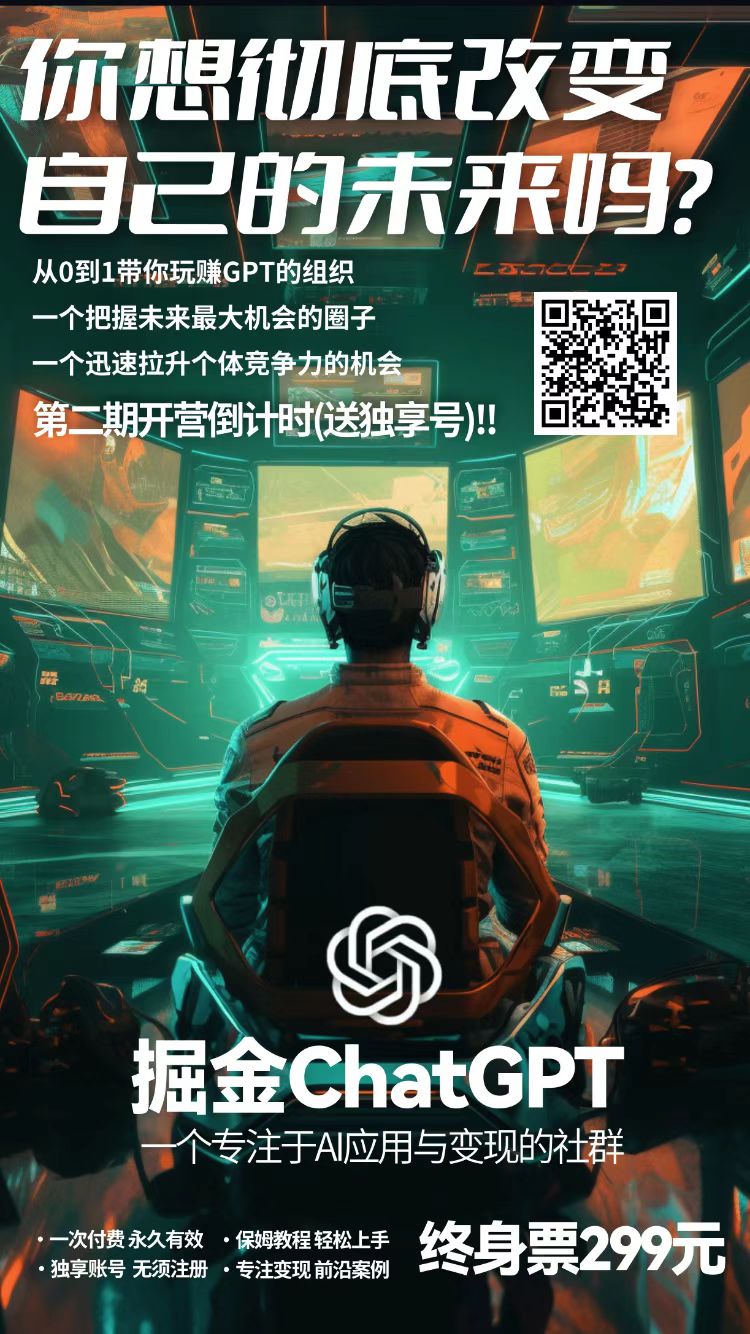 你想彻底改变
自己的未来吗?
从0到1带你玩赚GPT的组织
一个把握未来最大机会的圈子
一个迅速拉升个体竞争力的机会
第二期开营倒计时(送独享号)!!
掘金ChatGPT
一个专注于AI应用与变现的社群
·一次付费 永久有效
·保姆教程 轻松上手
·独享账号 无须注册
·专注变现 前沿案例
终身票299元